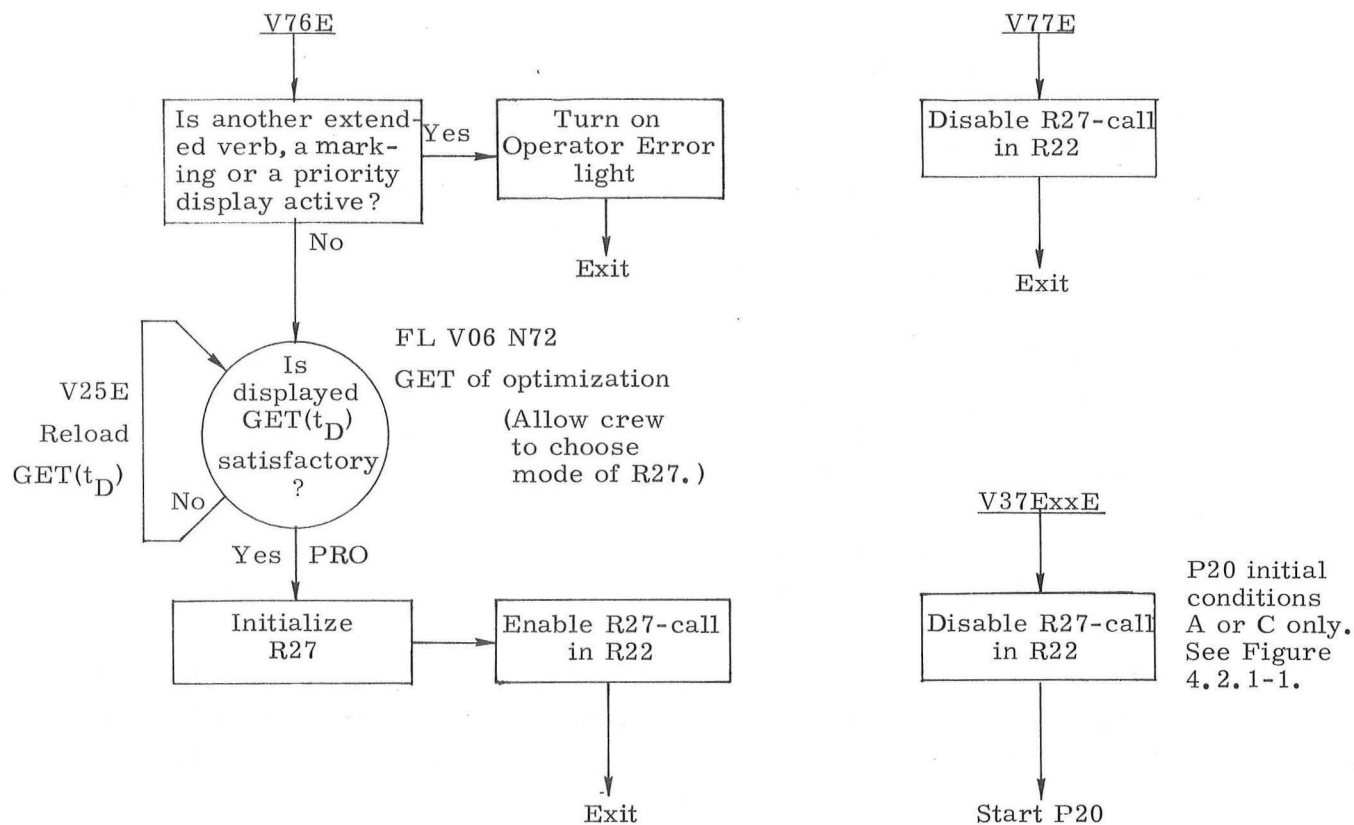 V76E
Is another extend-
ed verb, a mark-
ing or a priority
display active?
Yes
Turn on
Operator Error
light
Exit
No
V25E
Reload
GET(tD)
No
Is
displayed
GET(tD)
satisfactory
?
FL V06 N72
GET of optimization
(Allow crew
to choose
mode of R27.)
Yes PRO
Initialize
R27
Enable R27-call
in R22
Exit
V77E
Disable R27-call
in R22
Exit
V37ExxE
Disable R27-call
in R22
P20 initial
conditions
A or C only.
See Figure
4.2.1-1.
Start P20